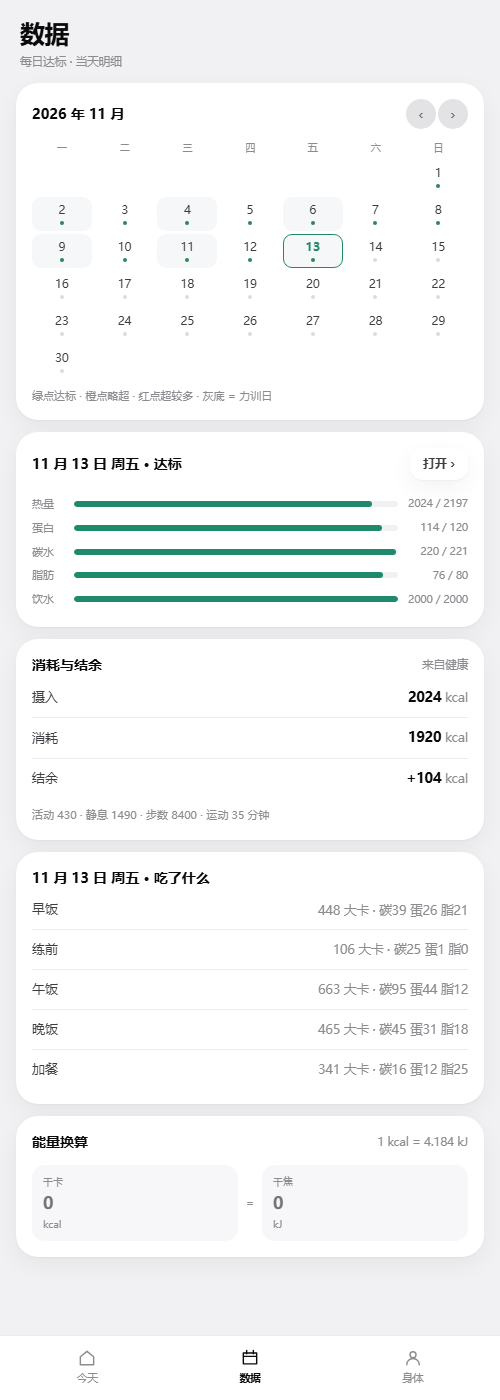 数据
每日达标 · 当天明细
2026 年 11 月
‹ ›
一 二 三 四 五 六 日
1
2 3 4 5 6 7 8
9 10 11 12 13 14 15
16 17 18 19 20 21 22
23 24 25 26 27 28 29
30
绿点达标 · 橙点略超 · 红点超较多 · 灰底 = 力训日
11 月 13 日 周五 • 达标 打开 ›
热量 2024 / 2197
蛋白 114 / 120
碳水 220 / 221
脂肪 76 / 80
饮水 2000 / 2000
消耗与结余 来自健康
摄入 2024 kcal
消耗 1920 kcal
结余 +104 kcal
活动 430 · 静息 1490 · 步数 8400 · 运动 35 分钟
11 月 13 日 周五 • 吃了什么
早饭 448 大卡 · 碳39 蛋26 脂21
练前 106 大卡 · 碳25 蛋1 脂0
午饭 663 大卡 · 碳95 蛋44 脂12
晚饭 465 大卡 · 碳45 蛋31 脂18
加餐 341 大卡 · 碳16 蛋12 脂25
能量换算 1 kcal = 4.184 kJ
千卡 千焦
0 = 0
kcal kJ
今天 数据 身体